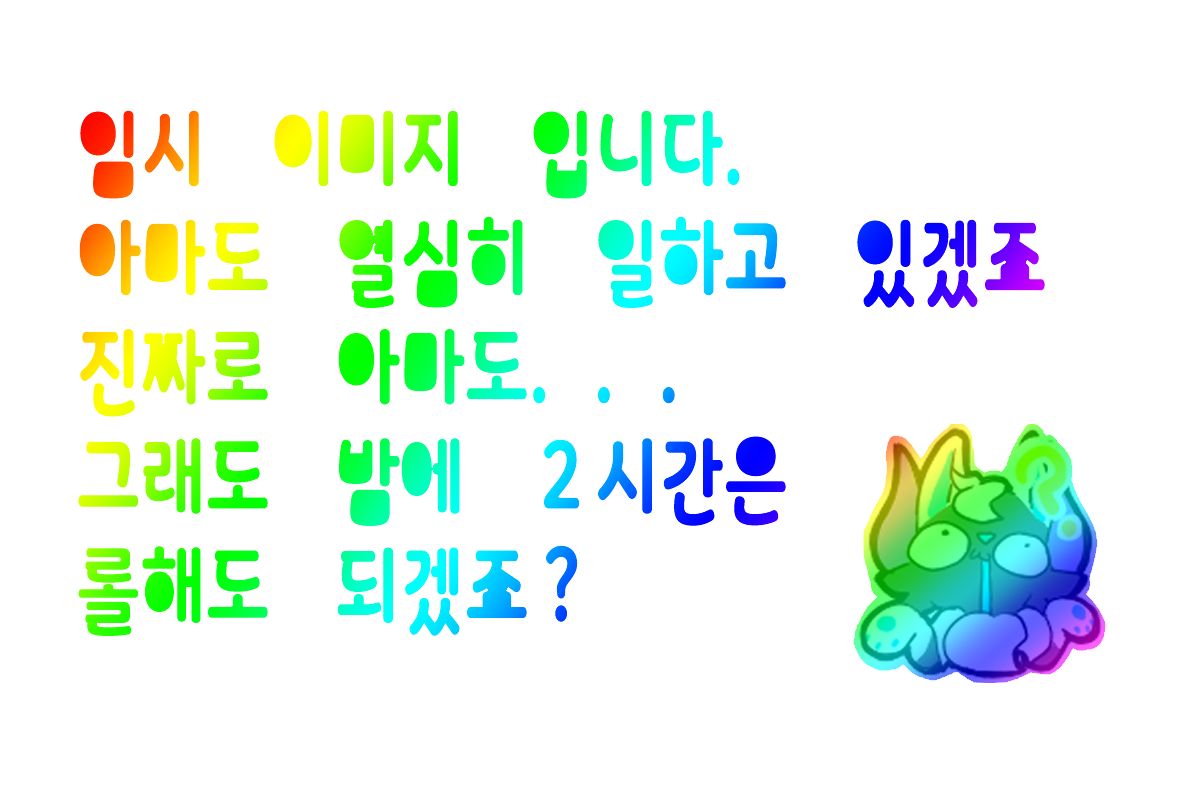 임시 이미지 입니다.
아마도 열심히 일하고 있겠죠
진짜로 아마도. . .
그래도 밤에 2시간은
롤해도 되겠죠?
?